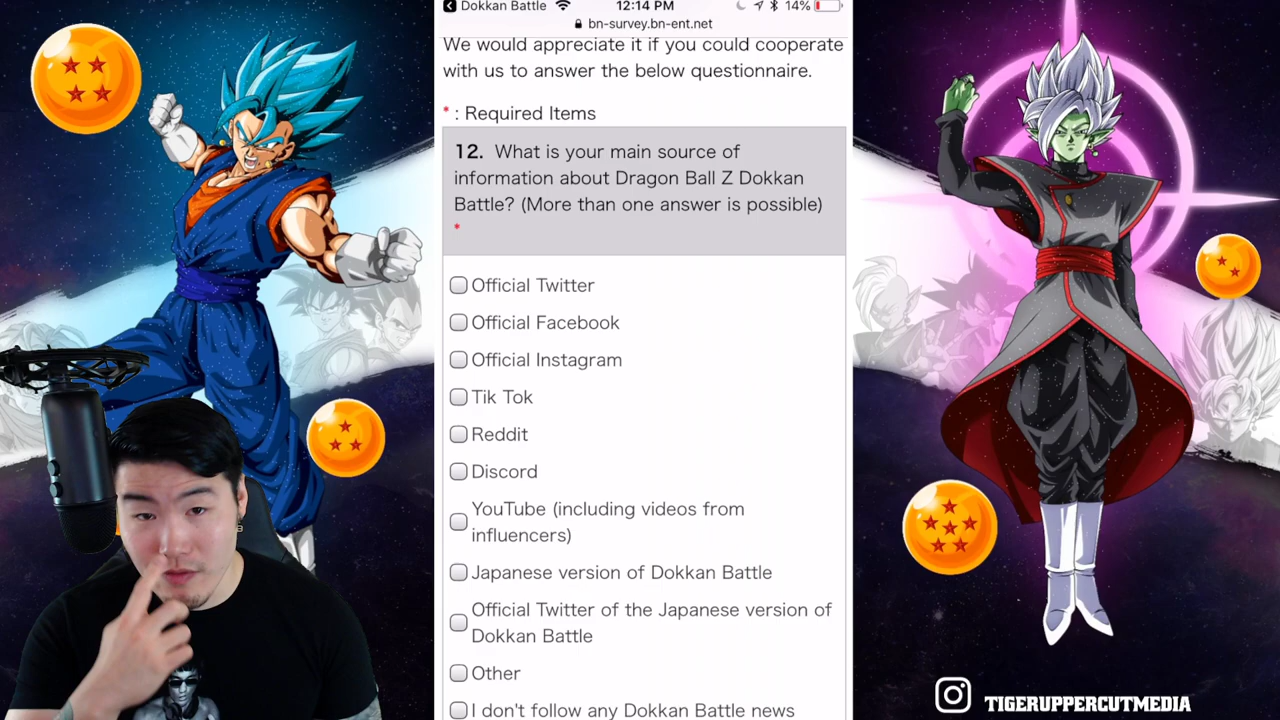 Dokkan Battle 12:14 PM 14%
bn-survey.bn-ent.net
We would appreciate it if you could cooperate
with us to answer the below questionnaire.
* : Required Items
12. What is your main source of
information about Dragon Ball Z Dokkan
Battle? (More than one answer is possible)
*
Official Twitter
Official Facebook
Official Instagram
Tik Tok
Reddit
Discord
YouTube (including videos from
influencers)
Japanese version of Dokkan Battle
Official Twitter of the Japanese version of
Dokkan Battle
Other
I don't follow any Dokkan Battle news
TIGERUPPERCUTMEDIA